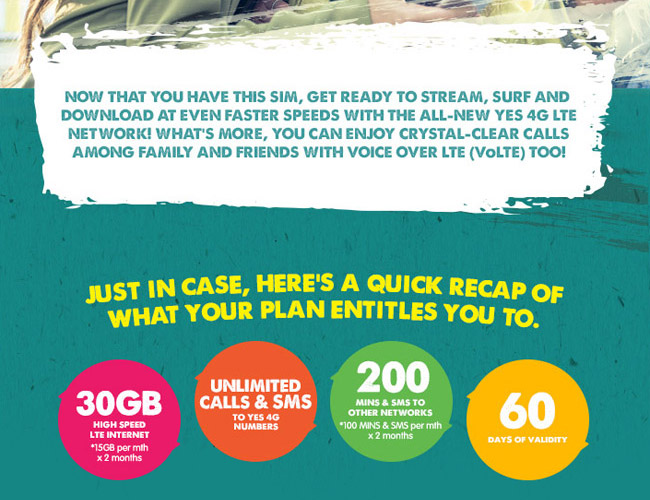 NOW THAT YOU HAVE THIS SIM, GET READY TO STREAM, SURF AND
DOWNLOAD AT EVEN FASTER SPEEDS WITH THE ALL-NEW YES 4G LTE
NETWORK! WHAT'S MORE, YOU CAN ENJOY CRYSTAL-CLEAR CALLS
AMONG FAMILY AND FRIENDS WITH VOICE OVER LTE (VoLTE) TOO!
JUST IN CASE, HERE'S A QUICK RECAP OF
WHAT YOUR PLAN ENTITLES YOU TO.
30GB
HIGH SPEED
LTE INTERNET
*15GB per mth
x 2 months
UNLIMITED
CALLS & SMS
TO YES 4G
NUMBERS
200
MINS & SMS TO
OTHER NETWORKS
*100 MINS & SMS per mth
x 2 months
60
DAYS OF VALIDITY